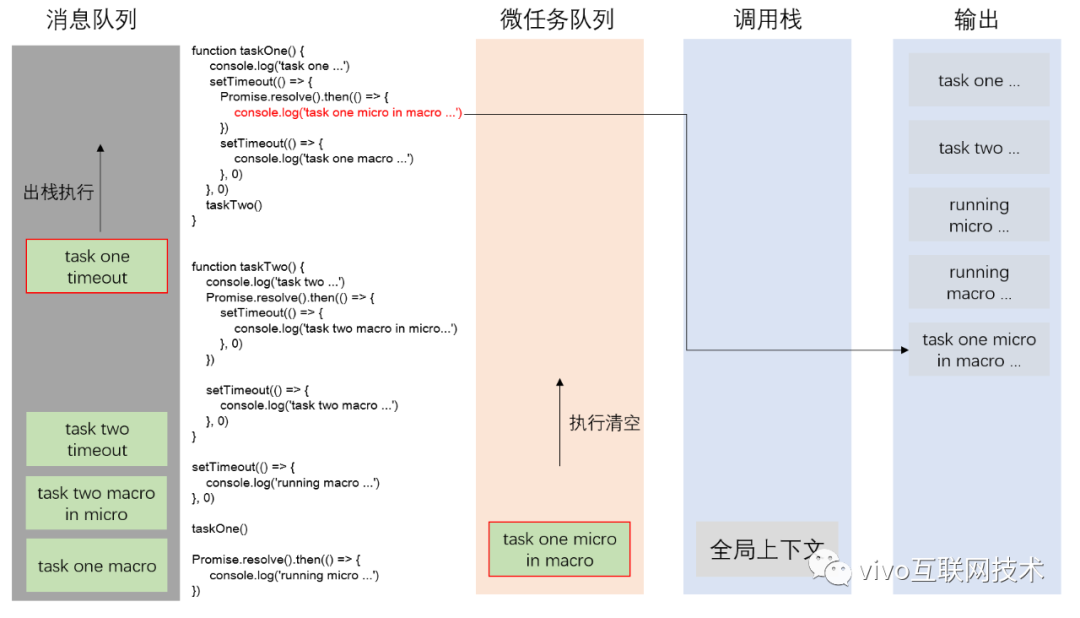 消息队列
微任务队列
调用栈
输出
出栈执行
task one
timeout
task two
timeout
task two macro
in micro
task one macro
function taskOne() {
console.log('task one ...')
setTimeout(() => {
Promise.resolve().then(() => {
console.log('task one micro in macro ...')
})
setTimeout(() => {
console.log('task one macro ...')
}, 0)
}, 0)
taskTwo()
}
function taskTwo() {
console.log('task two ...')
Promise.resolve().then(() => {
setTimeout(() => {
console.log('task two macro in micro...')
}, 0)
})
setTimeout(() => {
console.log('task two macro ...')
}, 0)
}
setTimeout(() => {
console.log('running macro ...')
}, 0)
taskOne()
Promise.resolve().then(() => {
console.log('running micro ...')
})
执行清空
task one micro
in macro
全局上下文
task one ...
task two ...
running
micro ...
running
macro ...
task one micro
in macro ...
vivo互联网技术